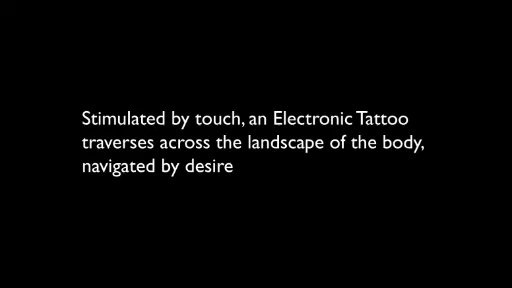 Stimulated by touch, an Electronic Tattoo
traverses across the landscape of the body,
navigated by desire